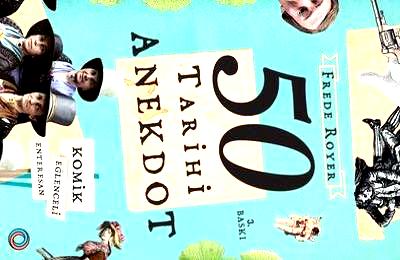 FREDE ROYER
50
TARİHİ
ANEKDOT
3.
BASKI
KOMİK
EĞLENCELİ
ENTERESAN